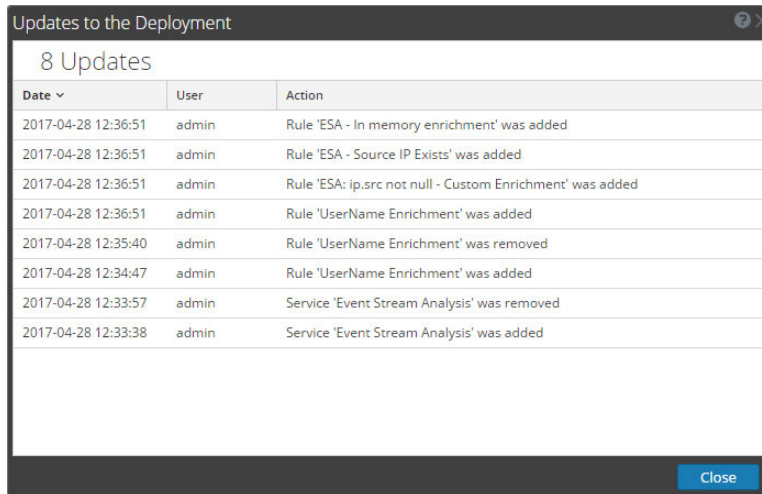 Updates to the Deployment
8 Updates
Date User Action
2017-04-28 12:36:51 admin Rule 'ESA - In memory enrichment' was added
2017-04-28 12:36:51 admin Rule 'ESA - Source IP Exists' was added
2017-04-28 12:36:51 admin Rule 'ESA: ip.src not null - Custom Enrichment' was added
2017-04-28 12:36:51 admin Rule 'UserName Enrichment' was added
2017-04-28 12:35:40 admin Rule 'UserName Enrichment' was removed
2017-04-28 12:34:47 admin Rule 'UserName Enrichment' was added
2017-04-28 12:33:57 admin Service 'Event Stream Analysis' was removed
2017-04-28 12:33:38 admin Service 'Event Stream Analysis' was added
Close